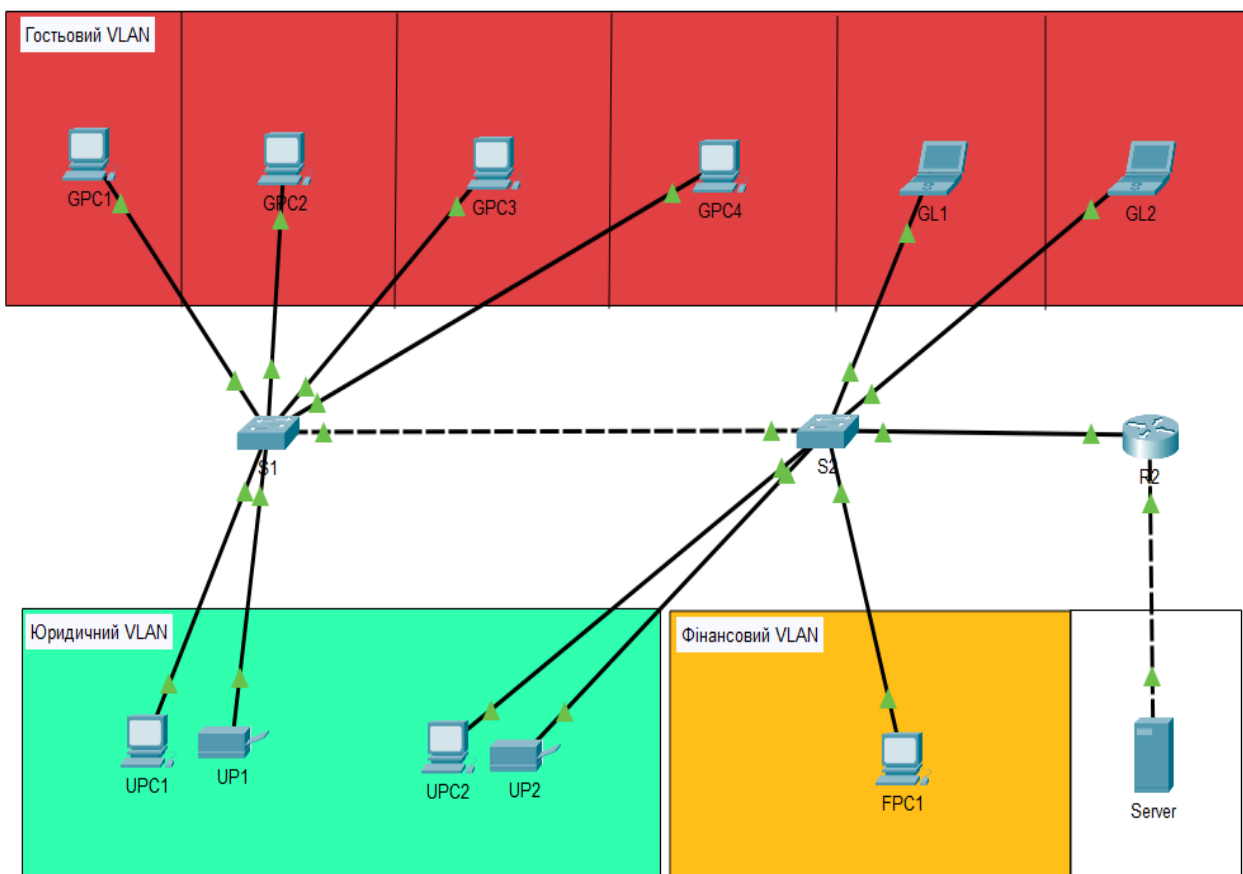 Гостьовий VLAN
GPC1
GPC2
GPC3
GPC4
GL1
GL2
S1
S2
R2
Юридичний VLAN
Фінансовий VLAN
UPC1
UP1
UPC2
UP2
FPC1
Server